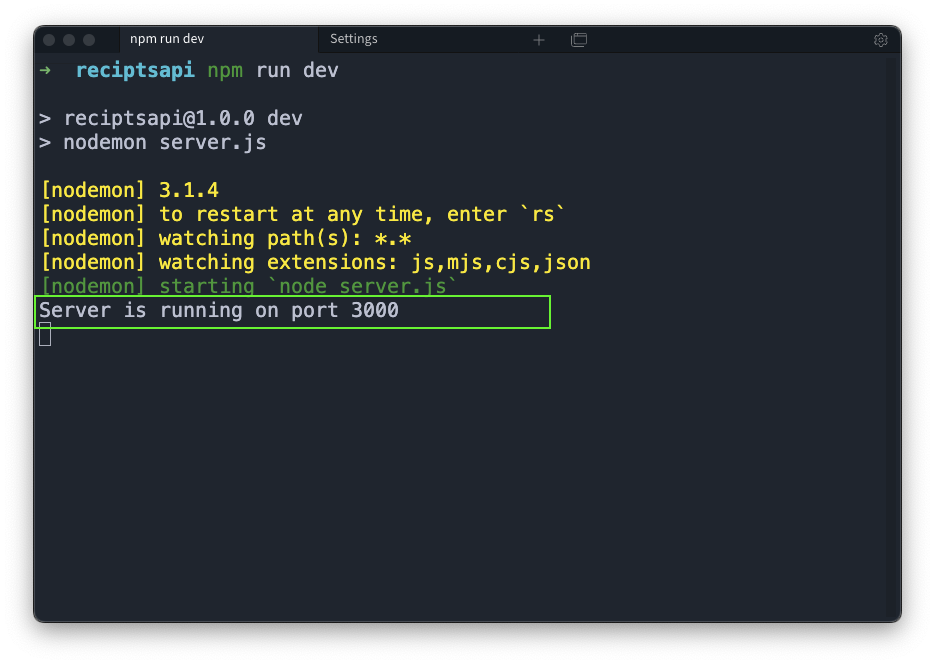 npm run dev
Settings
→ reciptsapi npm run dev
> reciptsapi@1.0.0 dev
> nodemon server.js
[nodemon] 3.1.4
[nodemon] to restart at any time, enter `rs`
[nodemon] watching path(s): *.*
[nodemon] watching extensions: js,mjs,cjs,json
[nodemon] starting `node server.js`
Server is running on port 3000